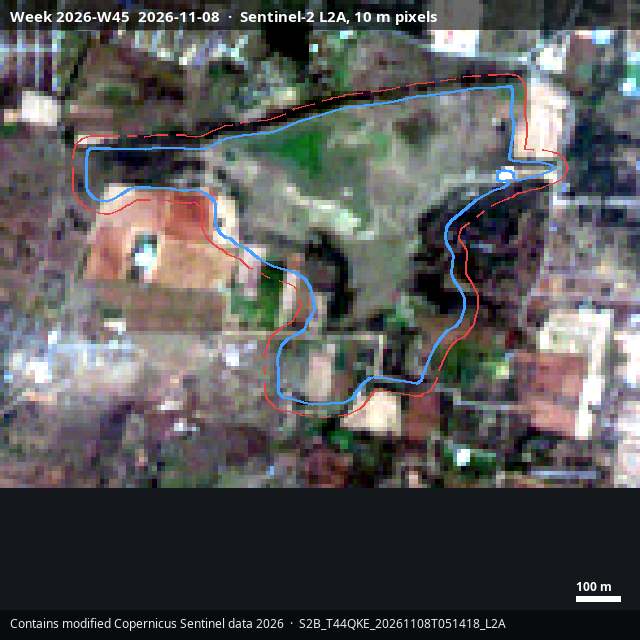 Week 2026-W45  2026-11-08  ·  Sentinel-2 L2A, 10 m pixels
100 m
Contains modified Copernicus Sentinel data 2026  ·  S2B_T44QKE_20261108T051418_L2A